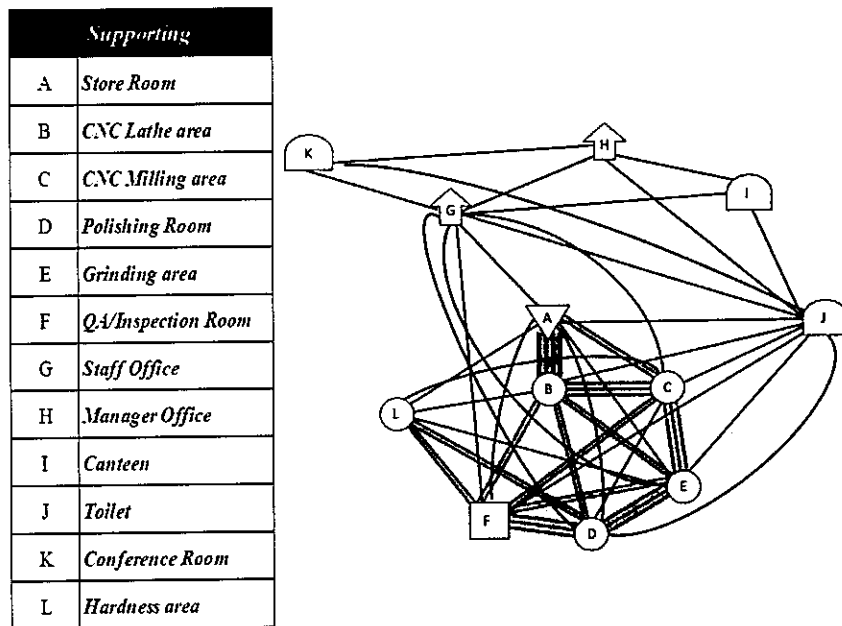 Supporting
A Store Room
B CNC Lathe area
C CNC Milling area
D Polishing Room
E Grinding area
F QA/Inspection Room
G Staff Office
H Manager Office
I Canteen
J Toilet
K Conference Room
L Hardness area
H
K
I
G
A
J
B
C
L
E
F
D